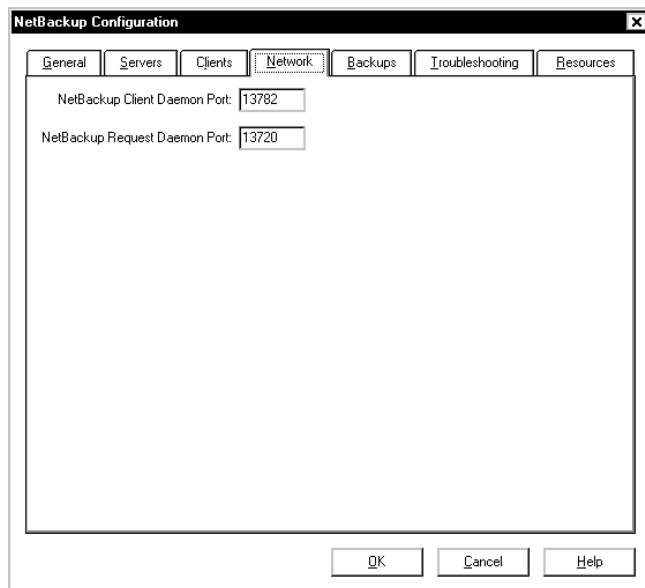 NetBackup Configuration
General Servers Clients Network Backups Troubleshooting Resources
NetBackup Client Daemon Port: 13782
NetBackup Request Daemon Port: 13720
OK Cancel Help